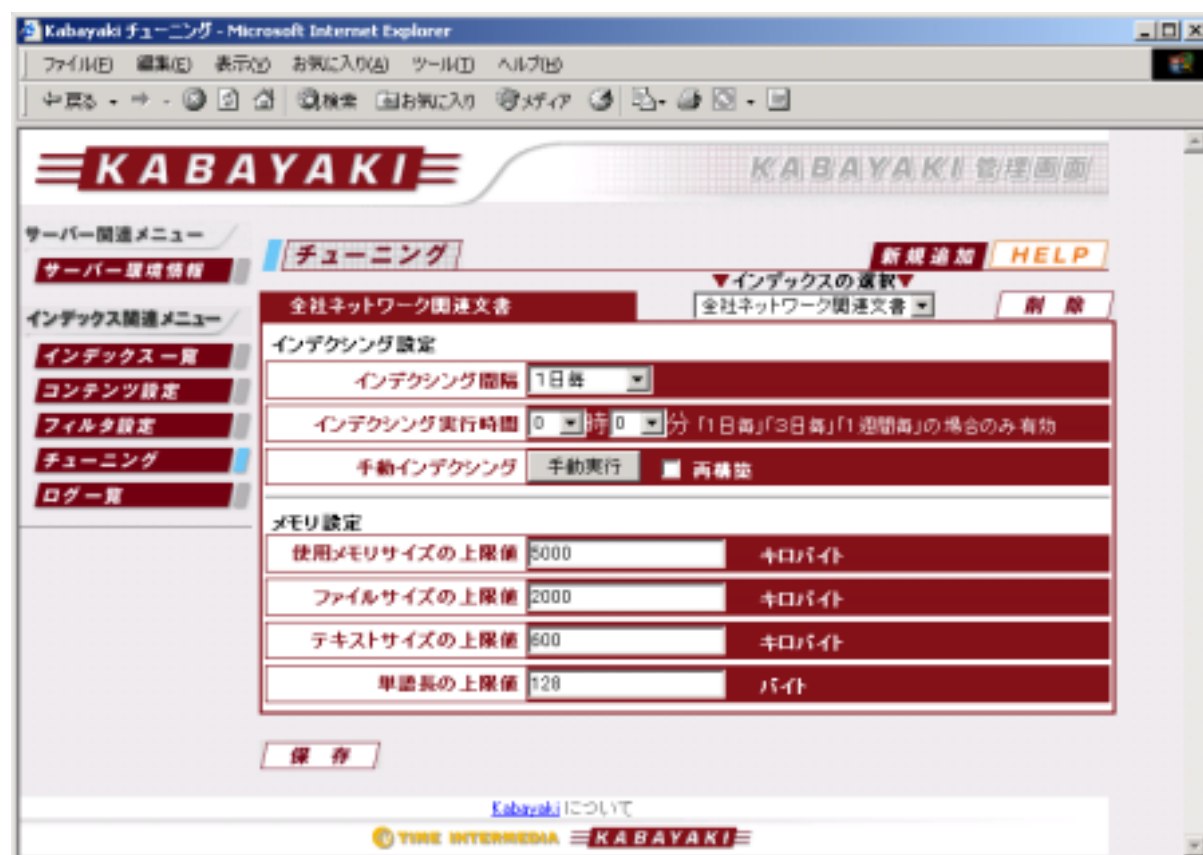 Kabayaki チューニング - Microsoft Internet Explorer
ファイル(F) 編集(E) 表示(V) お気に入り(A) ツール(T) ヘルプ(H)
戻る 検索 お気に入り メディア
KABAYAKI
KABAYAKI 管理画面
サーバー関連メニュー
サーバー環境情報
インデックス関連メニュー
インデックス一覧
コンテンツ設定
フィルタ設定
チューニング
ログ一覧
チューニング
新規追加 HELP
▼インデックスの選択▼
全社ネットワーク関連文書 全社ネットワーク関連文書 削除
インデクシング設定
インデクシング間隔 1日毎
インデクシング実行時間 0 時 0 分 「1日毎」「3日毎」「1週間毎」の場合のみ有効
手動インデクシング 手動実行 再構築
メモリ設定
使用メモリサイズの上限値 5000 キロバイト
ファイルサイズの上限値 2000 キロバイト
テキストサイズの上限値 600 キロバイト
単語長の上限値 128 バイト
保存
Kabayaki について
TIME INTERMEDIA KABAYAKI